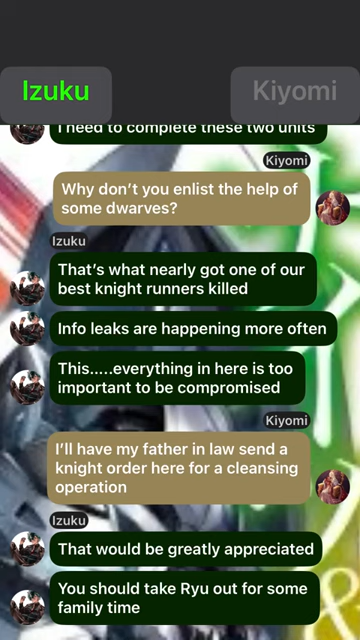 Izuku
Kiyomi
I need to complete these two units
Kiyomi
Why don't you enlist the help of
some dwarves?
Izuku
That's what nearly got one of our
best knight runners killed
Info leaks are happening more often
This.....everything in here is too
important to be compromised
Kiyomi
I'll have my father in law send a
knight order here for a cleansing
operation
Izuku
That would be greatly appreciated
You should take Ryu out for some
family time